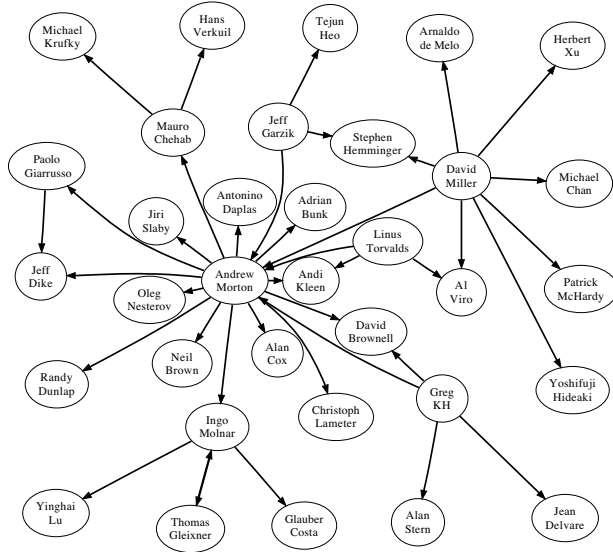 Hans
Verkuil
Tejun
Heo
Michael
Krufky
Arnaldo
de Melo
Herbert
Xu
Mauro
Chehab
Jeff
Garzik
Stephen
Hemminger
Paolo
Giarrusso
David
Miller
Michael
Chan
Antonino
Daplas
Adrian
Bunk
Jiri
Slaby
Linus
Torvalds
Jeff
Dike
Andrew
Morton
Andi
Kleen
Al
Viro
Patrick
McHardy
Oleg
Nesterov
David
Brownell
Neil
Brown
Alan
Cox
Randy
Dunlap
Christoph
Lameter
Greg
KH
Yoshifuji
Hideaki
Ingo
Molnar
Yinghai
Lu
Thomas
Gleixner
Glauber
Costa
Alan
Stern
Jean
Delvare